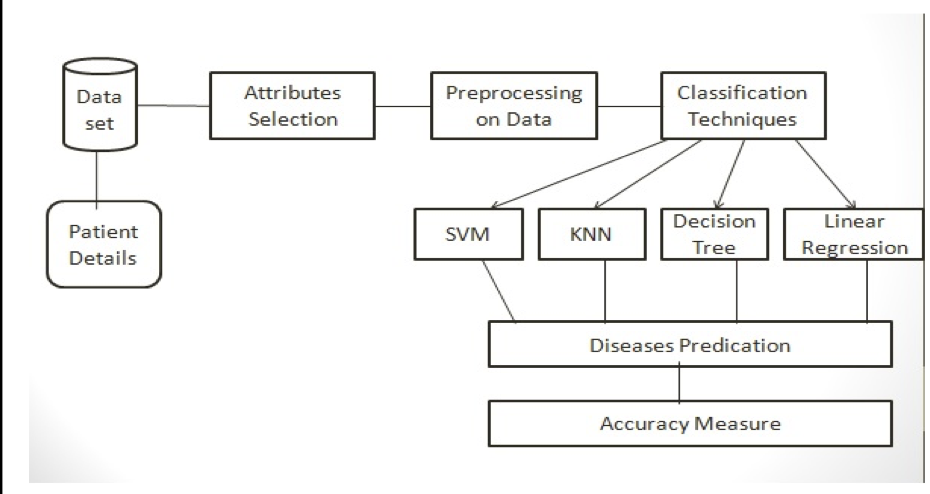 Data
set
Attributes
Selection
Preprocessing
on Data
Classification
Techniques
Patient
Details
SVM
KNN
Decision
Tree
Linear
Regression
Diseases Predication
Accuracy Measure